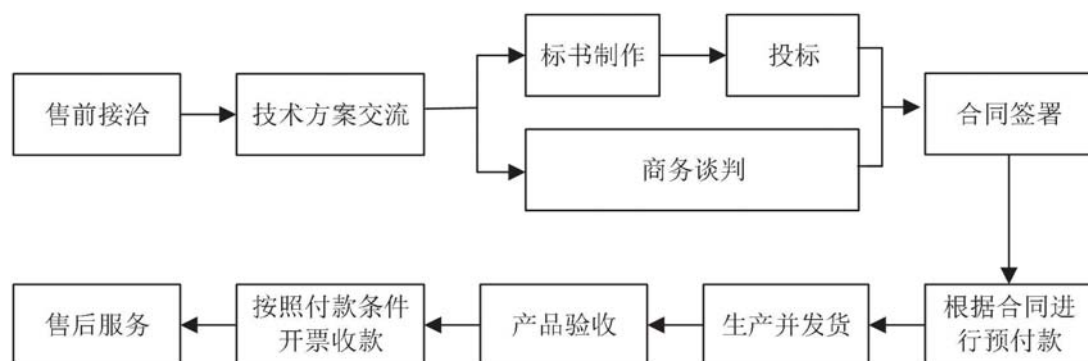 售前接洽
技术方案交流
标书制作
投标
商务谈判
合同签署
根据合同进
行预付款
生产并发货
产品验收
按照付款条件
开票收款
售后服务